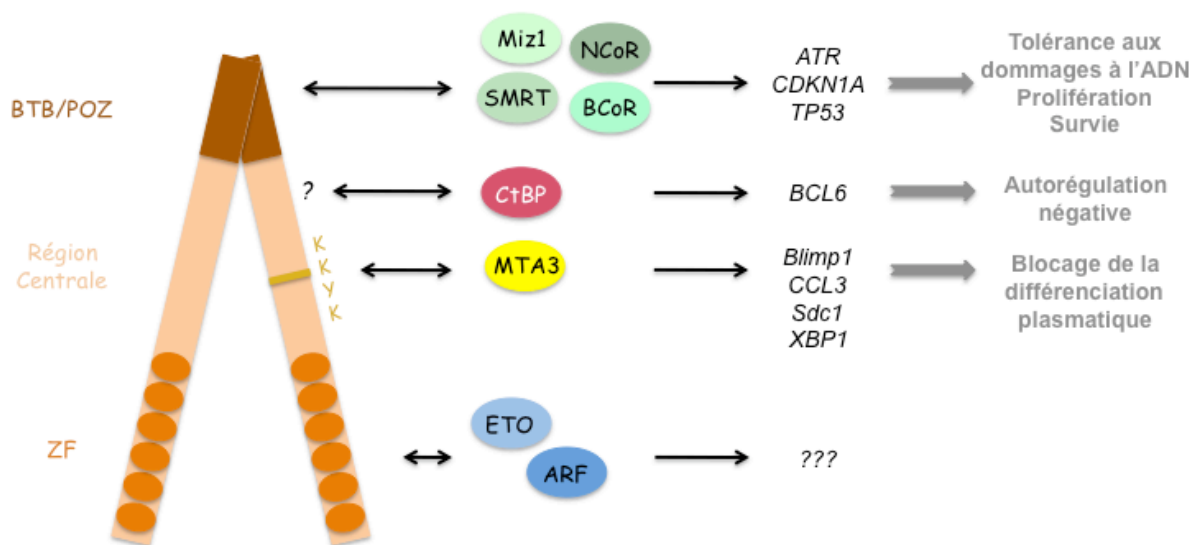 BTB/POZ
Miz1
NCoR
SMRT
BCoR
ATR
CDKN1A
TP53
Tolérance aux
dommages à l'ADN
Prolifération
Survie
?
CtBP
BCL6
Autorégulation
négative
Région
Centrale
K
K
Y
K
MTA3
Blimp1
CCL3
Sdc1
XBP1
Blocage de la
différenciation
plasmatique
ZF
ETO
ARF
???